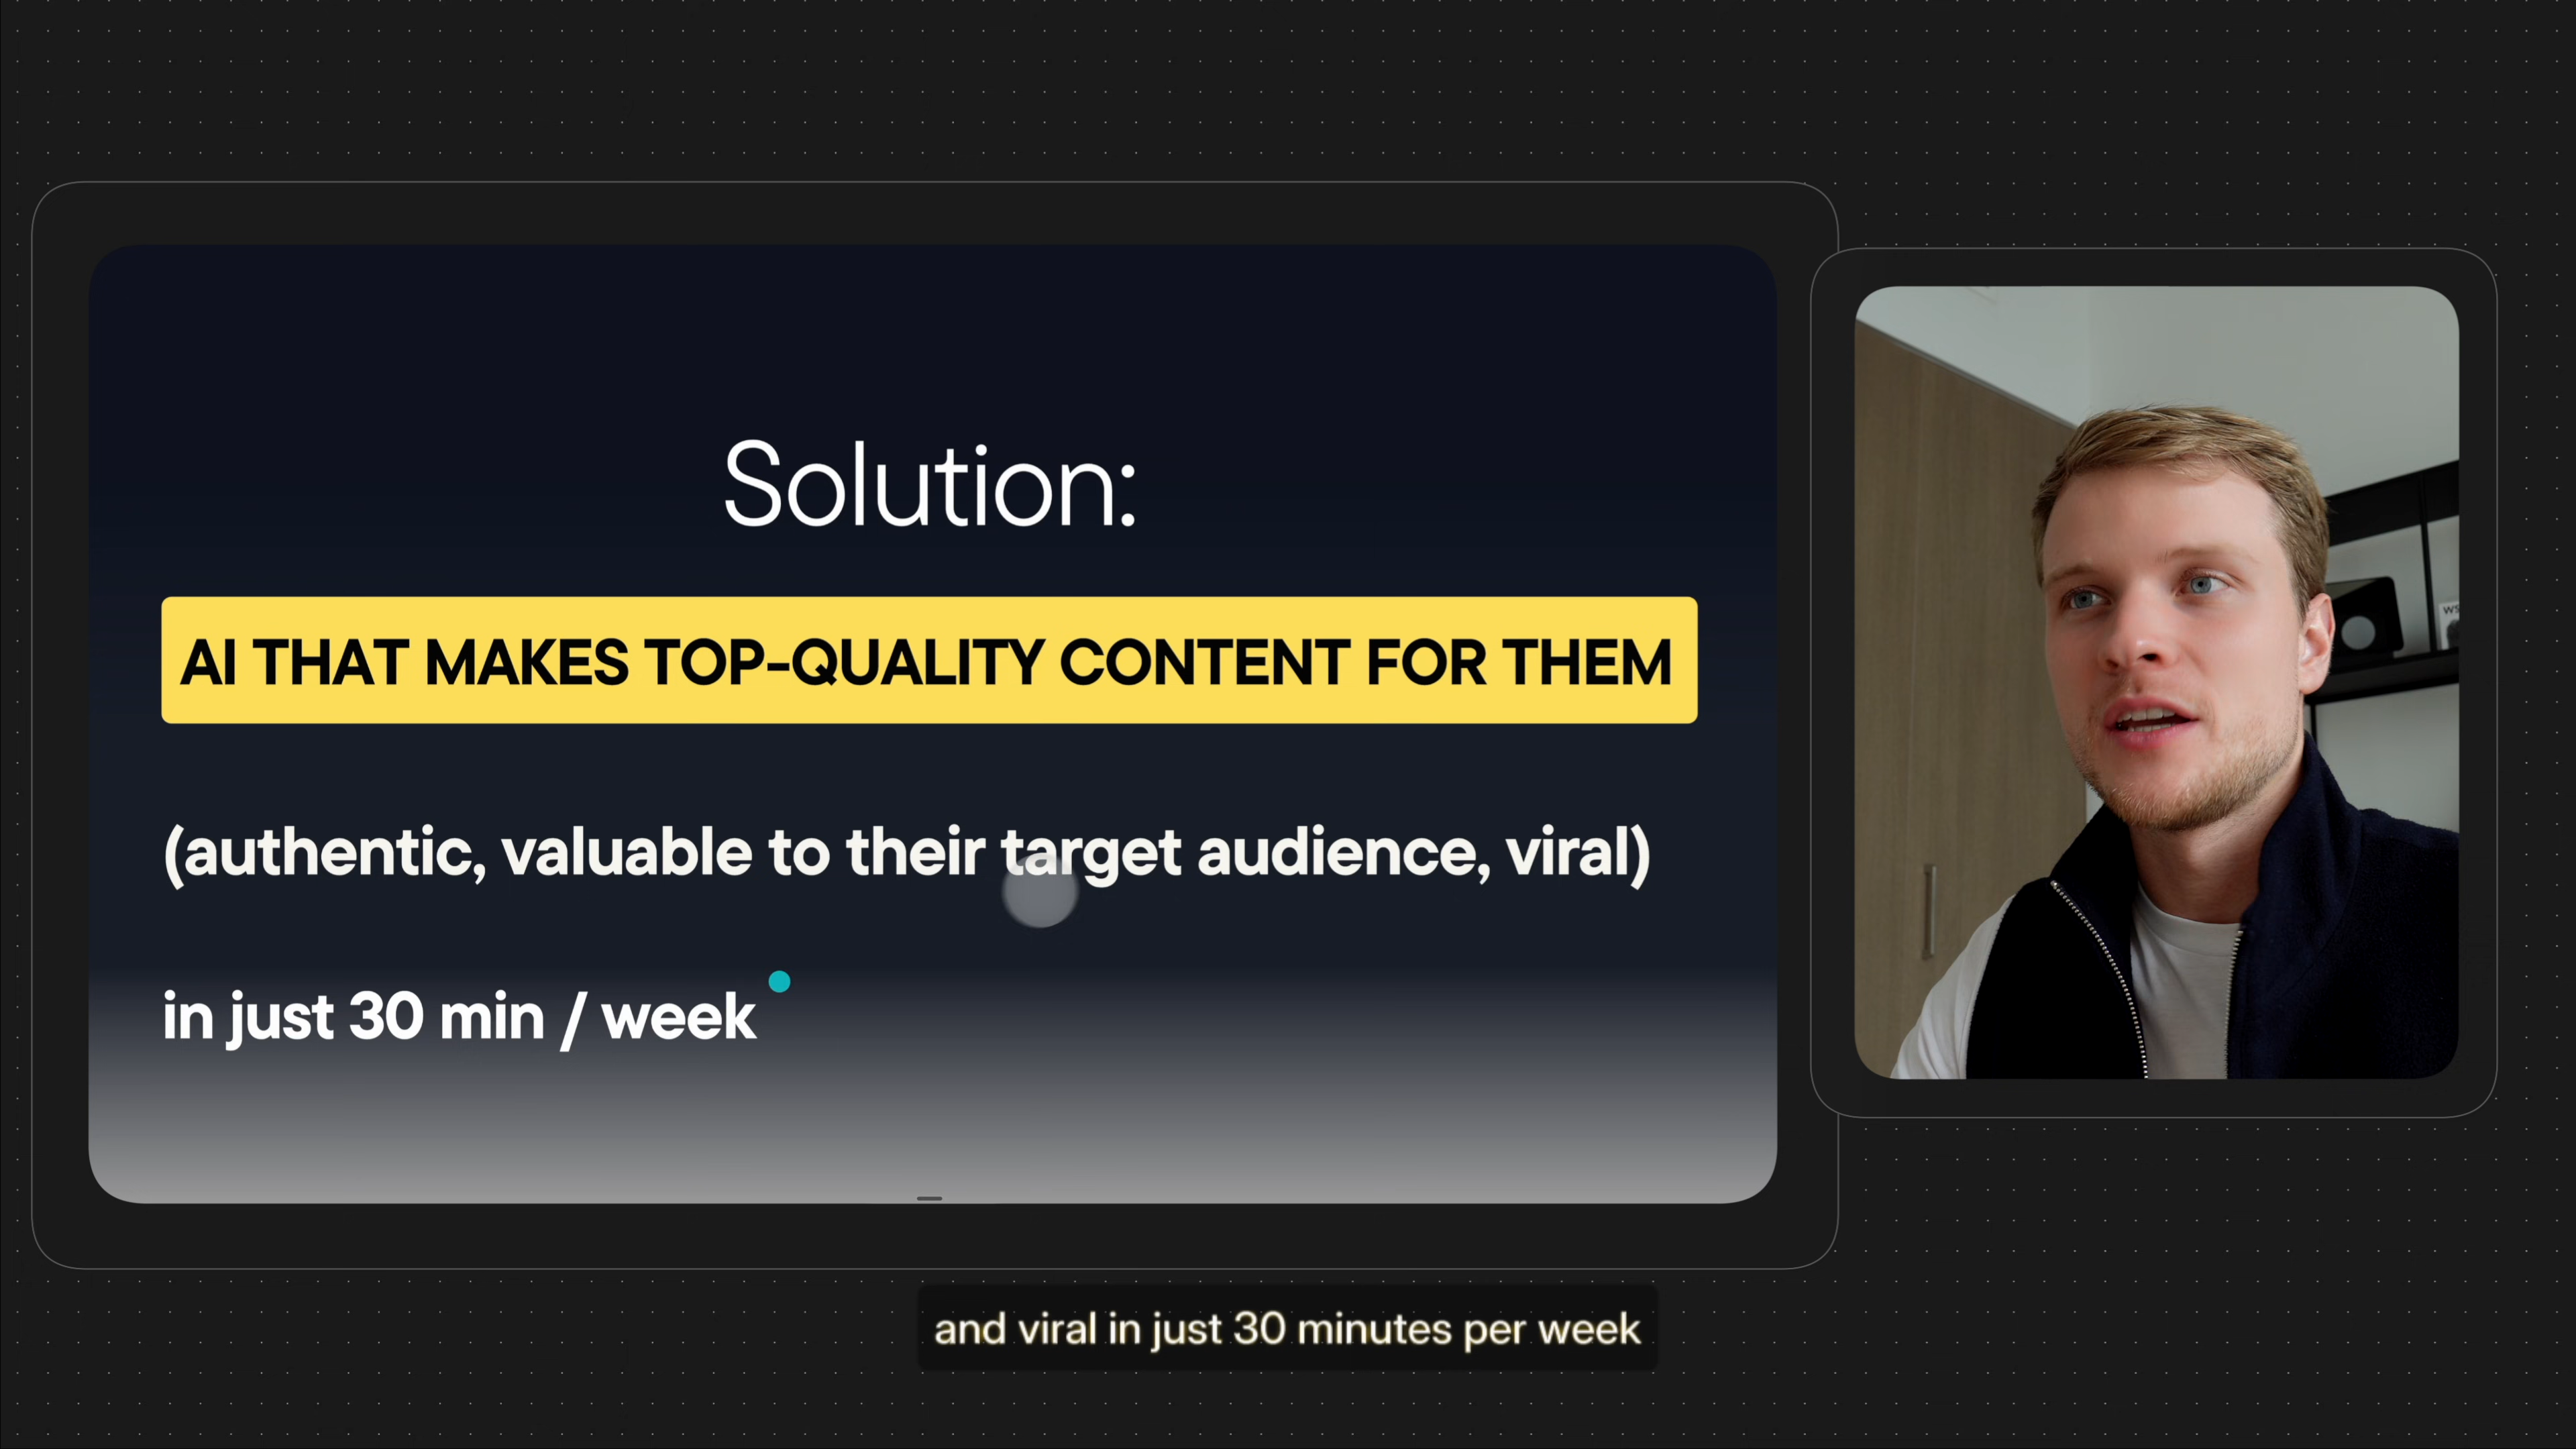 Solution:
AI THAT MAKES TOP-QUALITY CONTENT FOR THEM
(authentic, valuable to their target audience, viral)
in just 30 min / week
WS
and viral in just 30 minutes per week